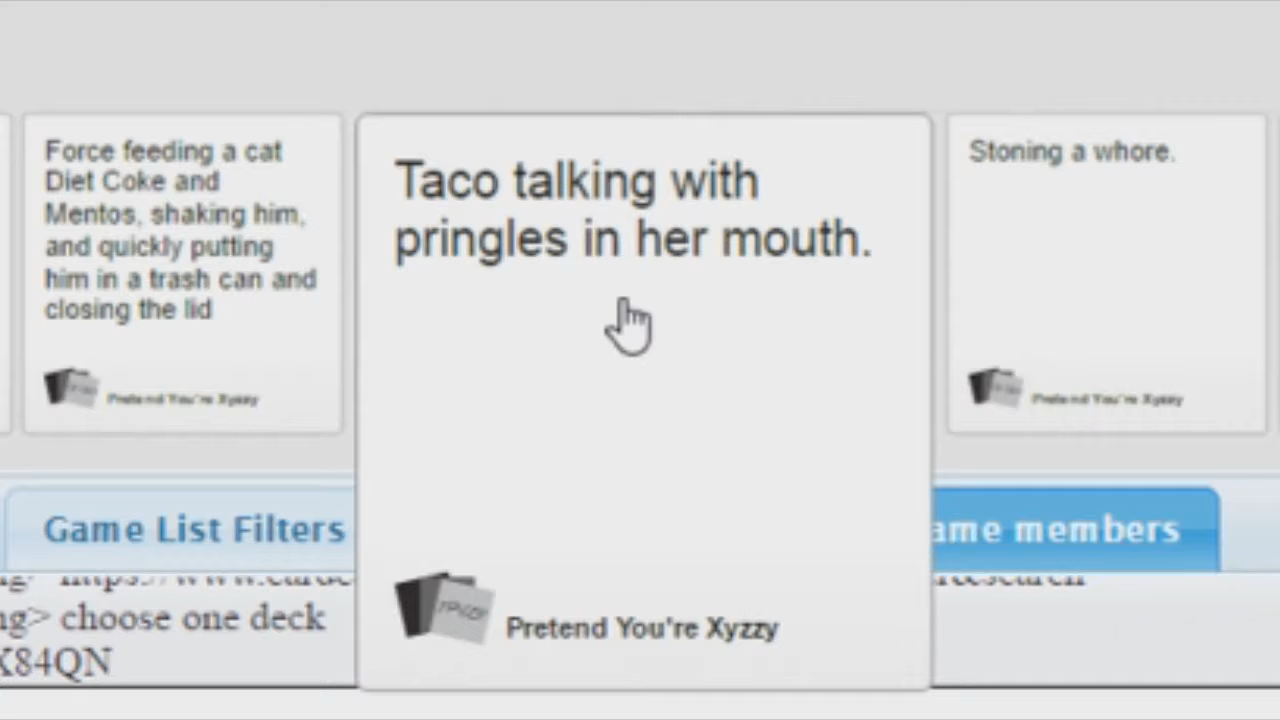 Force feeding a cat
Diet Coke and
Mentos, shaking him,
and quickly putting
him in a trash can and
closing the lid
Pretend You're Xyzzy
Taco talking with
pringles in her mouth.
Pretend You're Xyzzy
Stoning a whore.
Pretend You're Xyzzy
Game List Filters
ame members
ng> choose one deck
X84QN